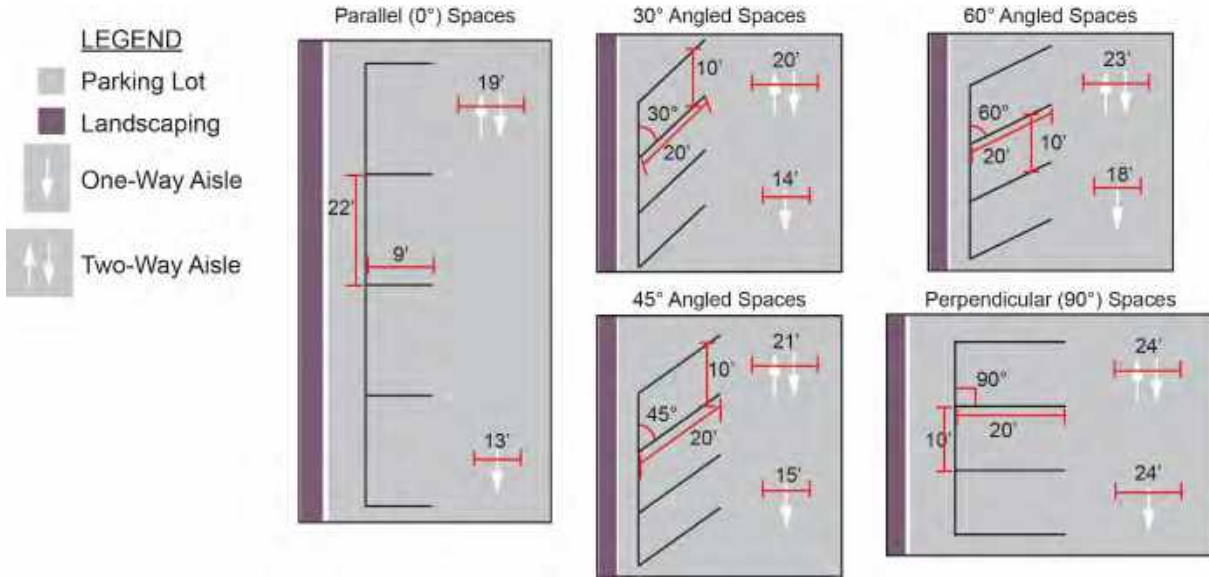 LEGEND
Parking Lot
Landscaping
One-Way Aisle
Two-Way Aisle
Parallel (0°) Spaces
19'
22'
9'
13'
30° Angled Spaces
10'
20'
30°
20'
14'
60° Angled Spaces
23'
60°
10'
20'
18'
45° Angled Spaces
21'
10'
45°
20'
15'
Perpendicular (90°) Spaces
24'
90°
10'
20'
24'